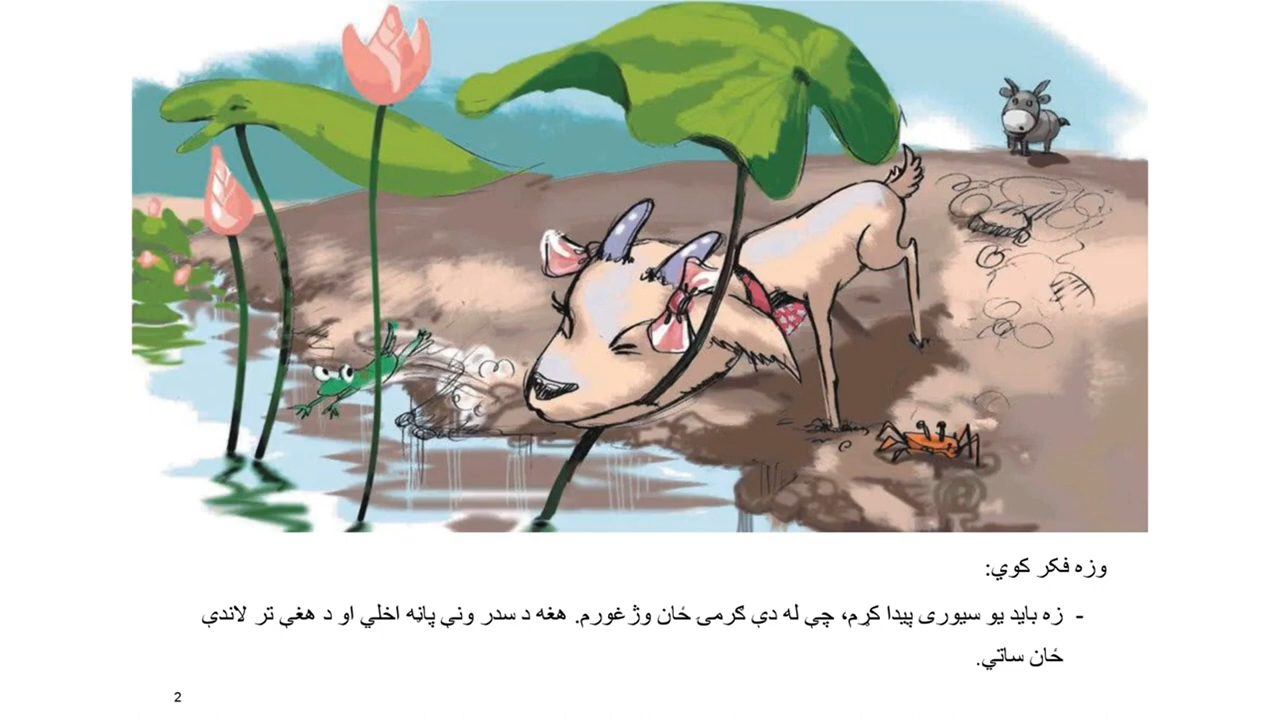 وزه فکر کوي:
- زه باید یو سیوری پیدا کړم، چې له دې ګرمۍ ځان وژغورم. هغه د سدر ونې پاڼه اخلي او د هغې تر لاندې
ځان ساتي.
2